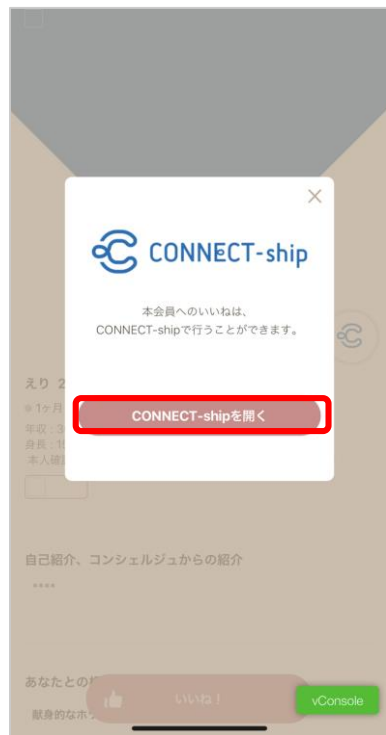 CONNECT-ship
本会員へのいいねは、
CONNECT-shipで行うことができます。
えり 2
1ヶ月
CONNECT-shipを開く
年収:3
身長:1
本人確
自己紹介、コンシェルジュからの紹介
****
あなたとの
いいね!
vConsole
献身的なホ